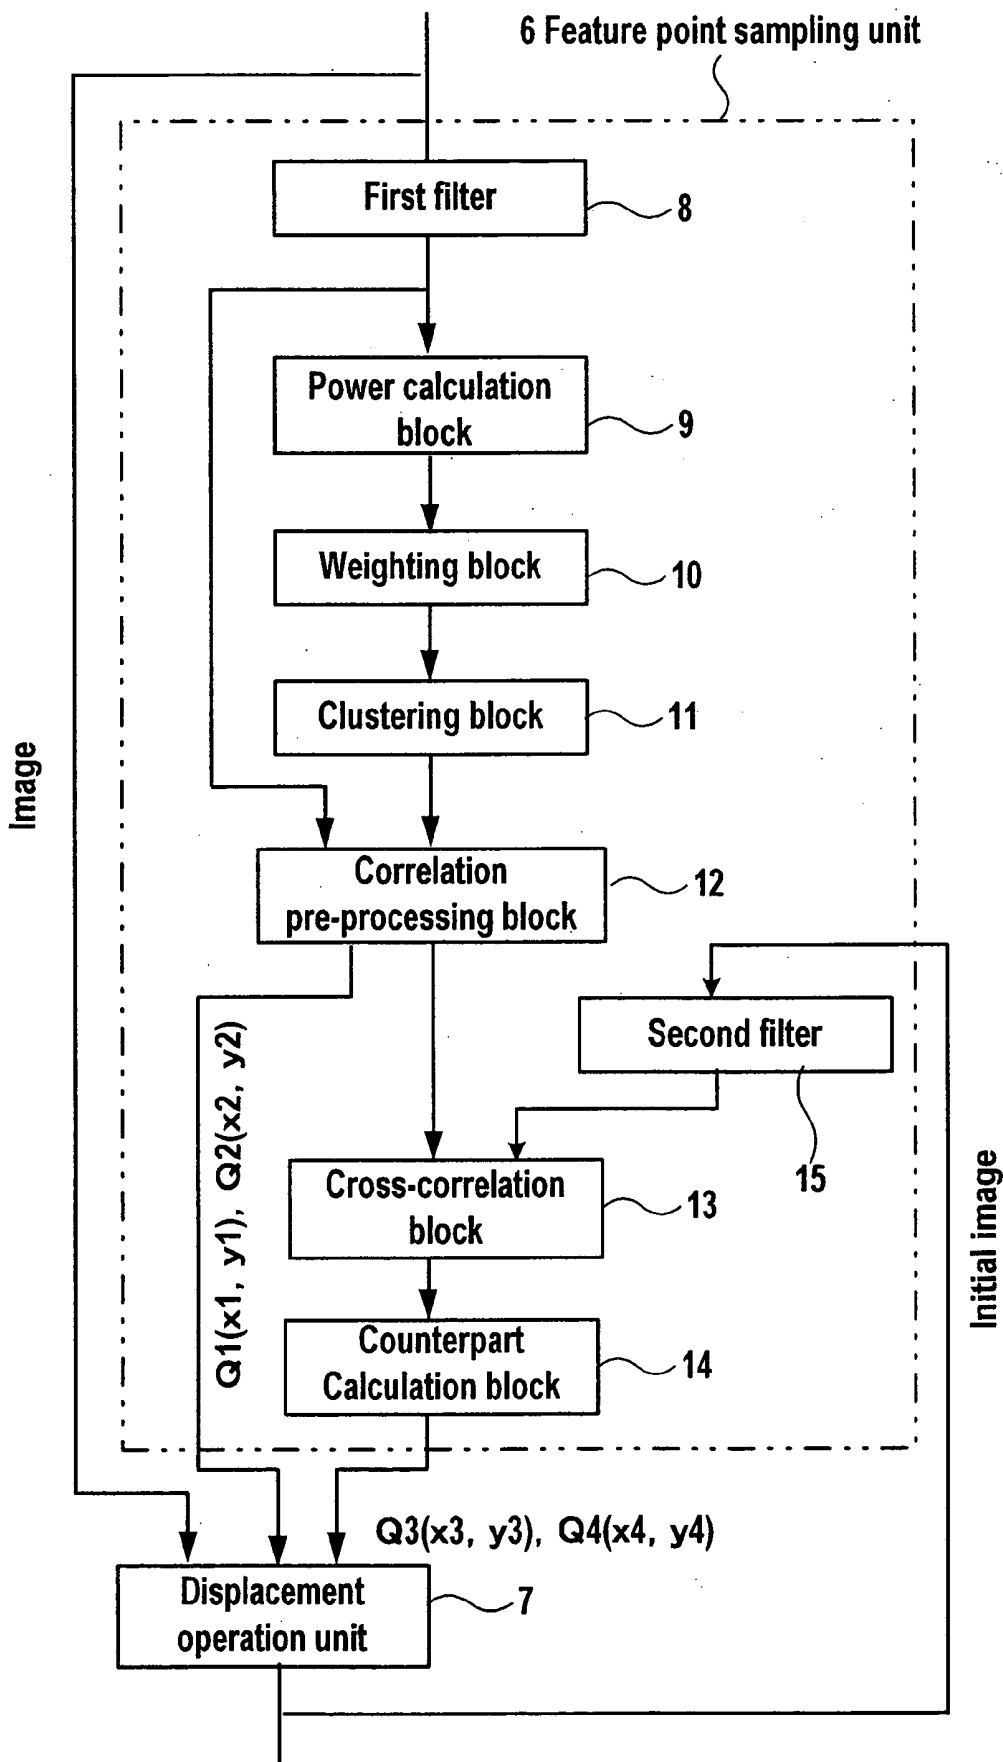 6 Feature point sampling unit
First filter
8
Power calculation
block
9
Weighting block
10
Clustering block
11
Image
Correlation
pre-processing block
12
Second filter
15
Q1(x1, y1), Q2(x2, y2)
Cross-correlation
block
13
Initial image
Counterpart
Calculation block
14
Q3(x3, y3), Q4(x4, y4)
Displacement
operation unit
7